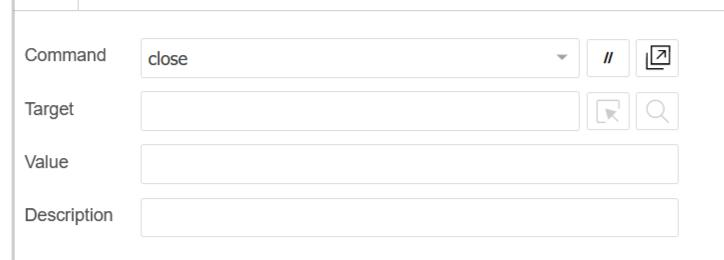 Command
close
//
Target
Value
Description